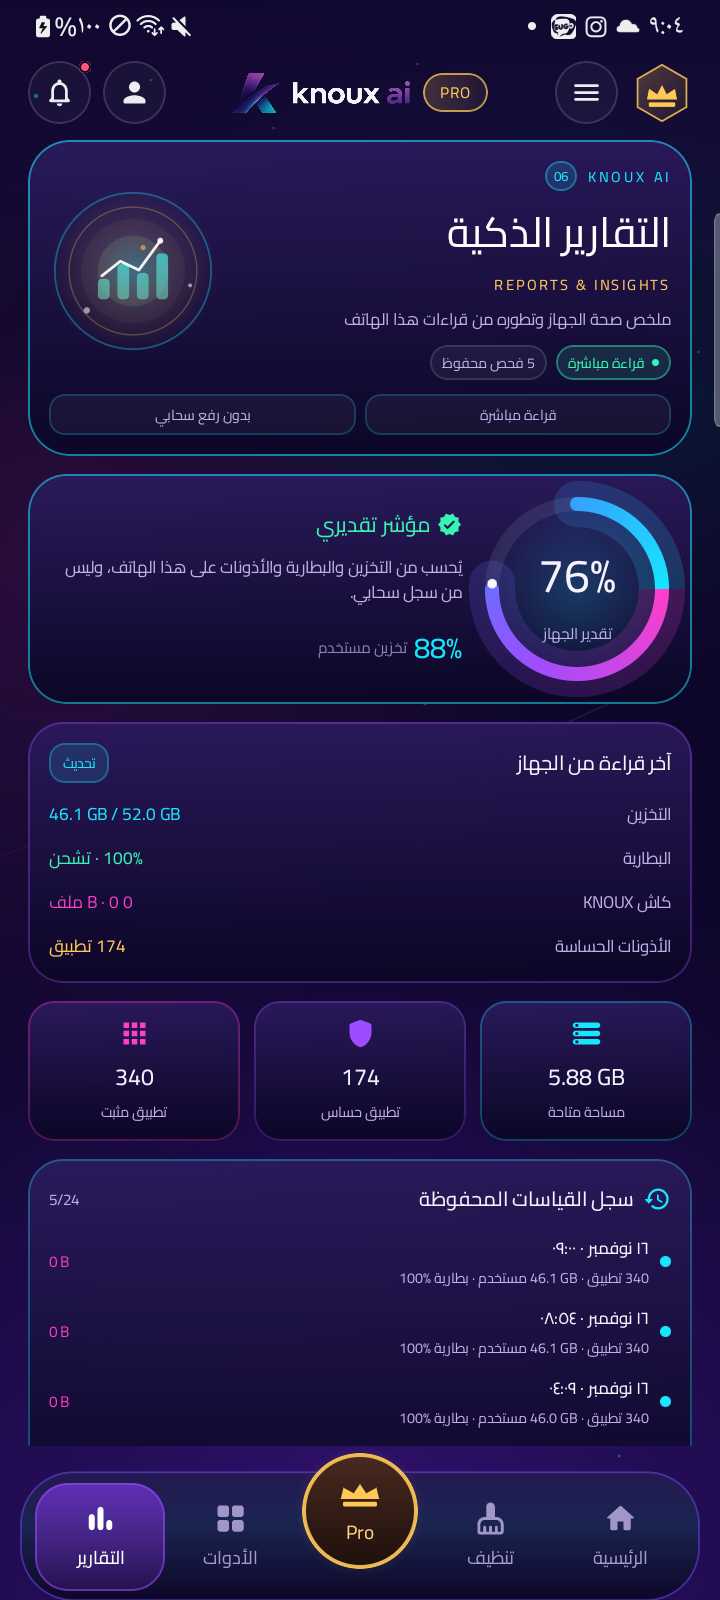 %١٠٠ ٩:٠٤
knoux ai PRO
KNOUX AI 06
التقارير الذكية
REPORTS & INSIGHTS
ملخص صحة الجهاز وتطوره من قراءات هذا الهاتف
قراءة مباشرة 5 فحص محفوظ
قراءة مباشرة بدون رفع سحابي
76%
تقدير الجهاز
مؤشر تقديري
يُحسب من التخزين والبطارية والأذونات على هذا الهاتف، وليس
من سجل سحابي.
88% تخزين مستخدم
آخر قراءة من الجهاز تحديث
التخزين 46.1 GB / 52.0 GB
البطارية 100% · تشحن
كاش KNOUX 0 B · 0 ملف
الأذونات الحساسة 174 تطبيق
5.88 GB
مساحة متاحة
174
تطبيق حساس
340
تطبيق مثبت
سجل القياسات المحفوظة 5/24
١٦ نوفمبر · ٠٩:٠٠
340 تطبيق · 46.1 GB مستخدم · بطارية 100%
0 B
١٦ نوفمبر · ٠٨:٥٤
340 تطبيق · 46.1 GB مستخدم · بطارية 100%
0 B
١٦ نوفمبر · ٠٤:٠٩
340 تطبيق · 46.0 GB مستخدم · بطارية 100%
0 B
الرئيسية
تنظيف
Pro
الأدوات
التقارير